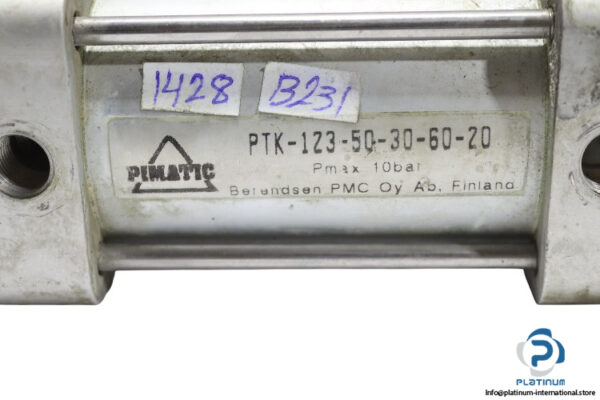 1428 B231
PTK-123-50-30-60-20
PIMATIC
Pmax 10bar
Berendsen PMC Oy Ab, Finland
PLATINUM
Info@platinum-international.store